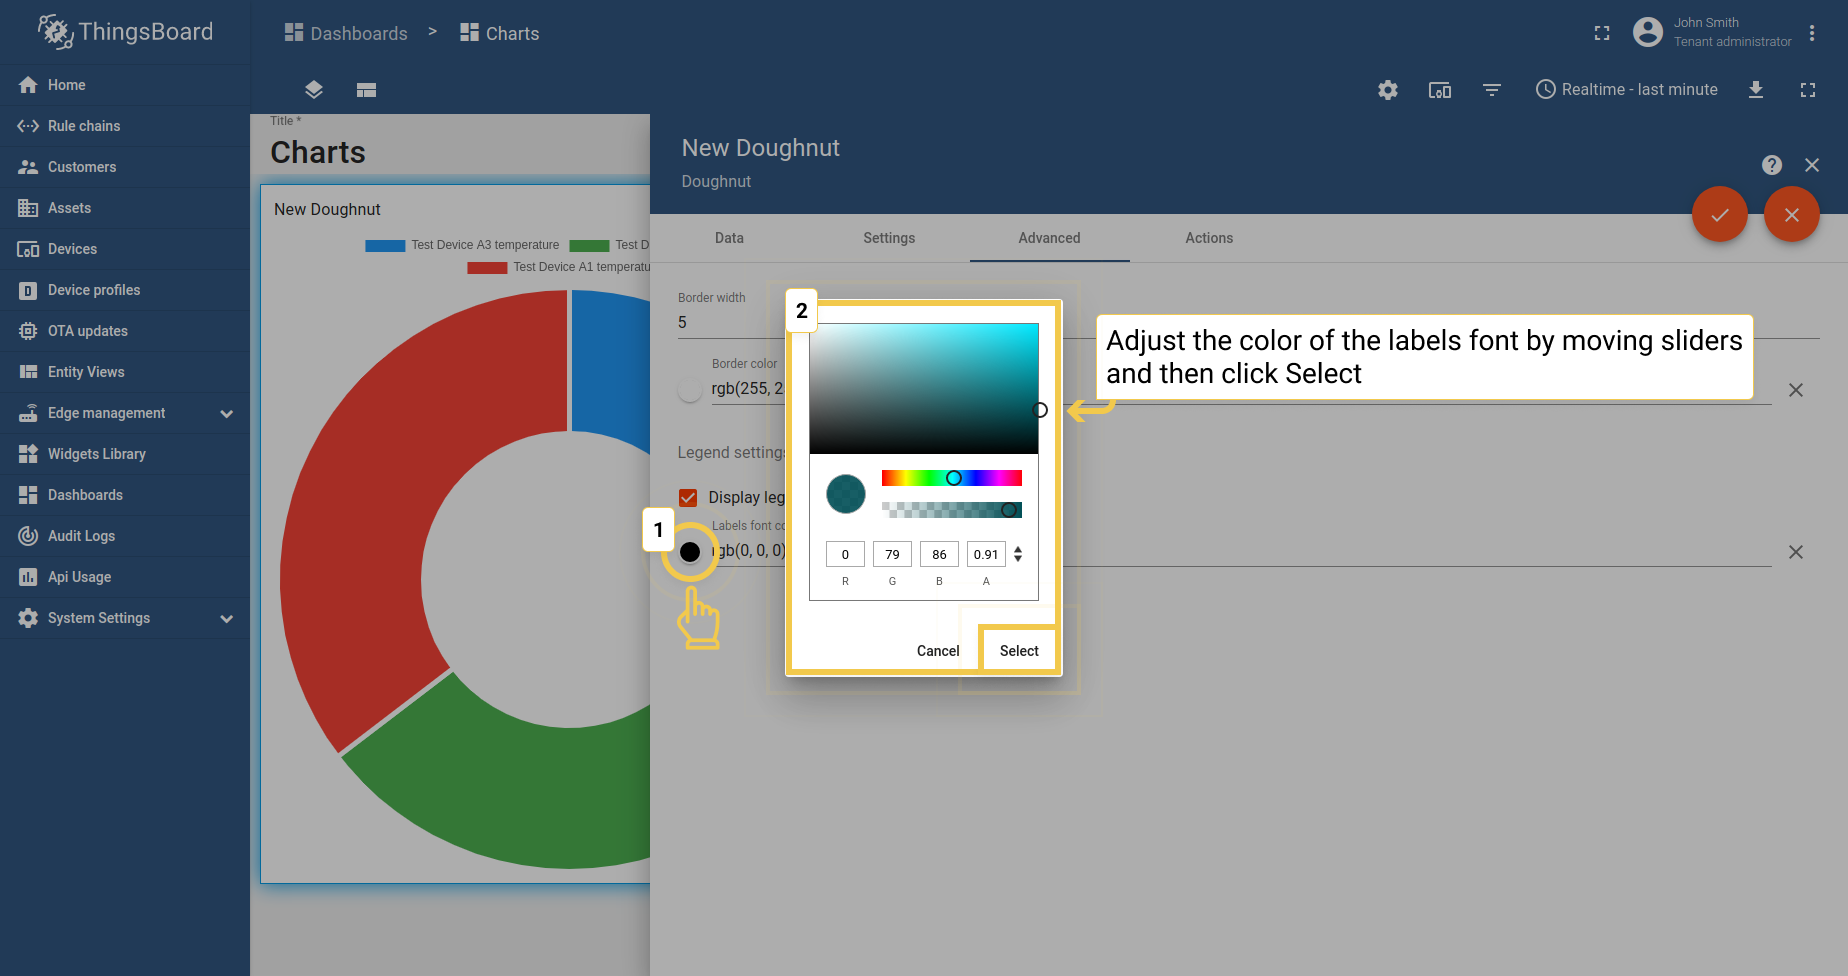 ThingsBoard
Dashboards > Charts
John Smith
Tenant administrator
Home
Rule chains
Customers
Assets
Devices
Device profiles
OTA updates
Entity Views
Edge management
Widgets Library
Dashboards
Audit Logs
Api Usage
System Settings
Realtime - last minute
Title *
Charts
New Doughnut
Test Device A3 temperature
Test D
Test Device A1 temperatu
New Doughnut
Doughnut
Data
Settings
Advanced
Actions
Border width
5
Border color
rgb(255, 2
Legend settings
Display leg
Labels font co
rgb(0, 0, 0)
1
2
0 79 86 0.91
R G B A
Cancel Select
Adjust the color of the labels font by moving sliders
and then click Select